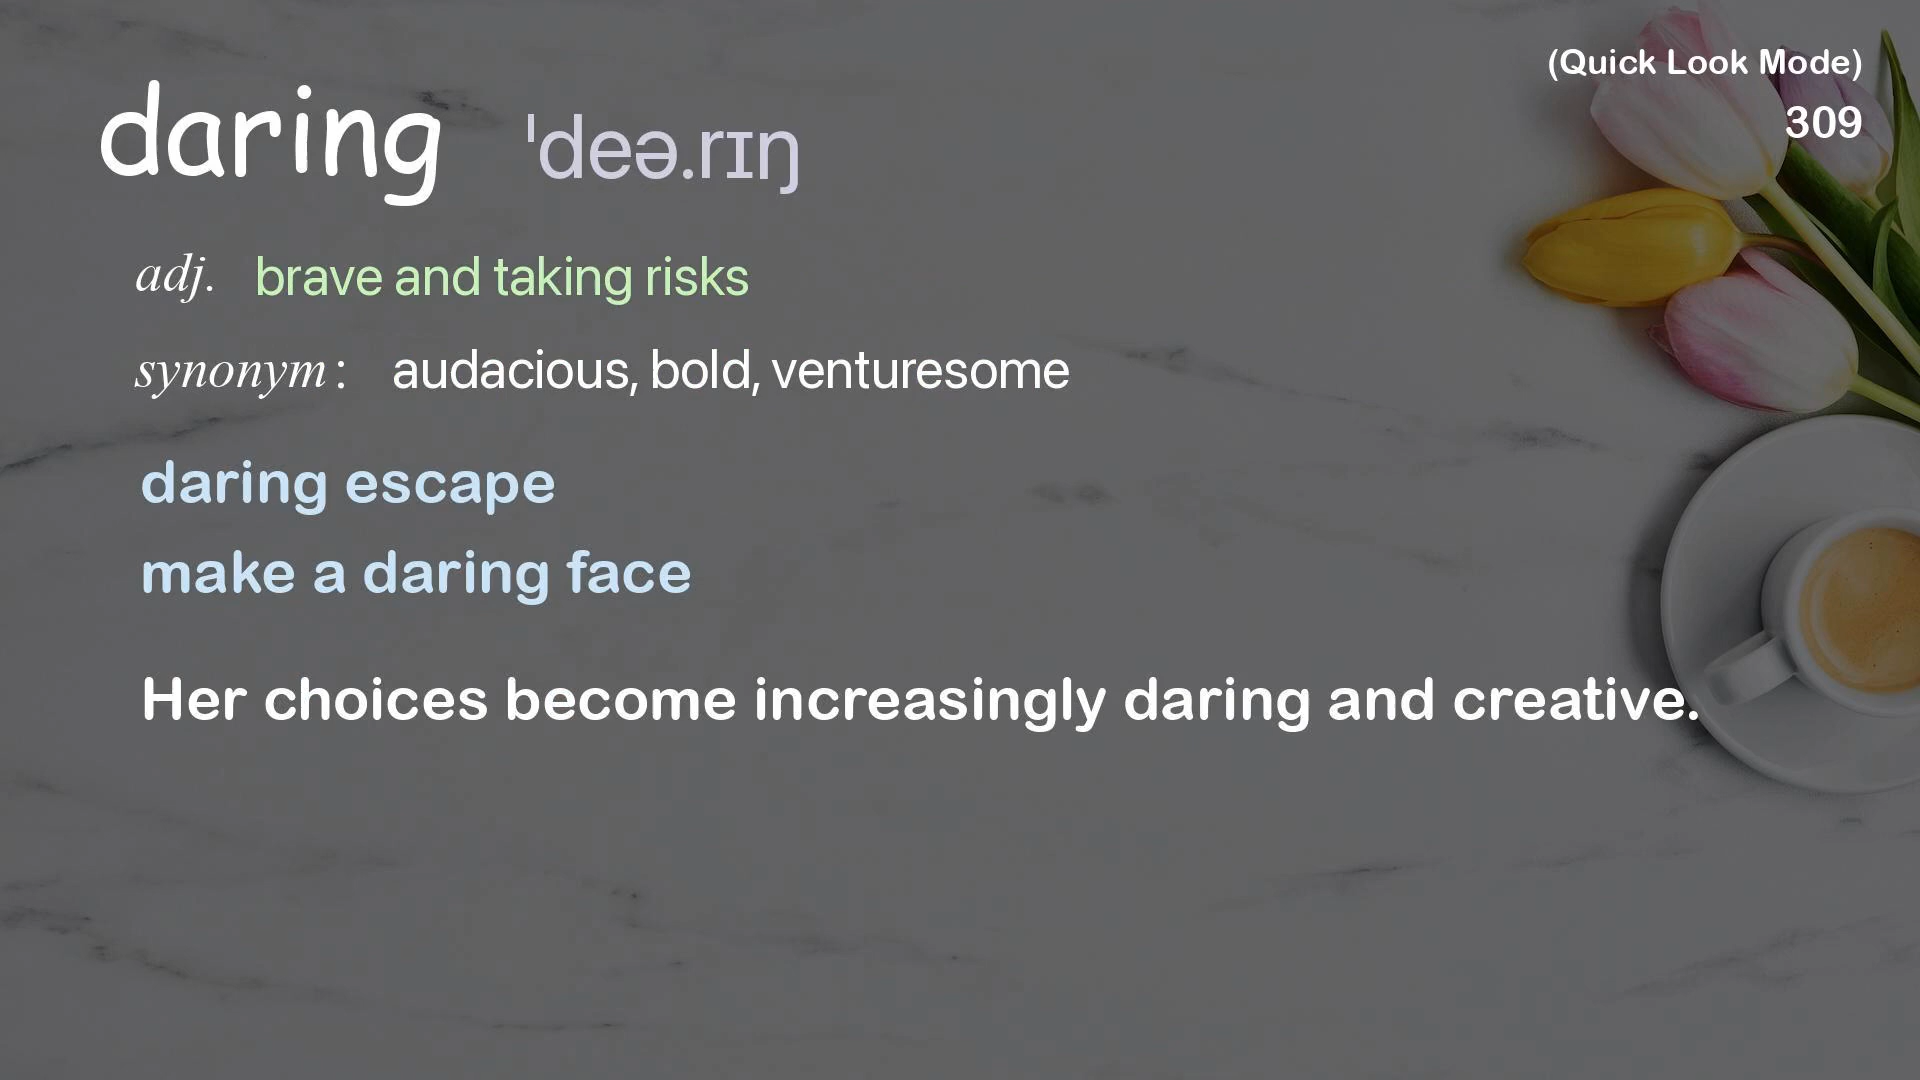 (Quick Look Mode)
309
daring ˈdeə.rɪŋ
adj. brave and taking risks
synonym: audacious, bold, venturesome
daring escape
make a daring face
Her choices become increasingly daring and creative.